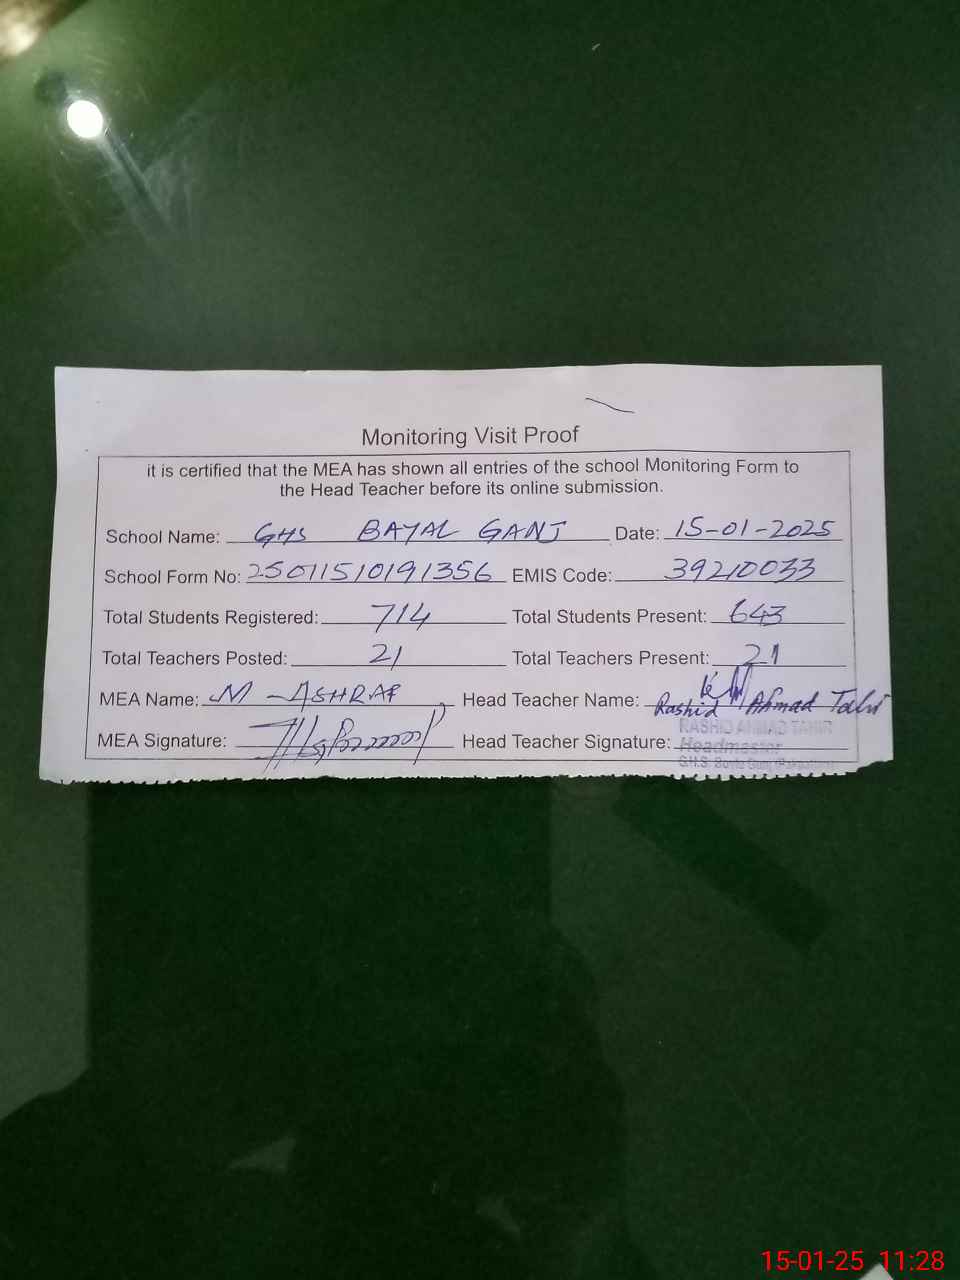 Monitoring Visit Proof
it is certified that the MEA has shown all entries of the school Monitoring Form to
the Head Teacher before its online submission.
School Name: GHS BAYAL GANJ Date: 15-01-2025
School Form No: 25011510191356 EMIS Code: 39210033
Total Students Registered: 714 Total Students Present: 643
Total Teachers Posted: 21 Total Teachers Present: 21
MEA Name: M-ASHRAF Head Teacher Name: Rashid Ahmad Tahir
MEA Signature: Head Teacher Signature:
RASHID AHMAD TAHIR
Headmaster
G.H.S.
15-01-25 11:28